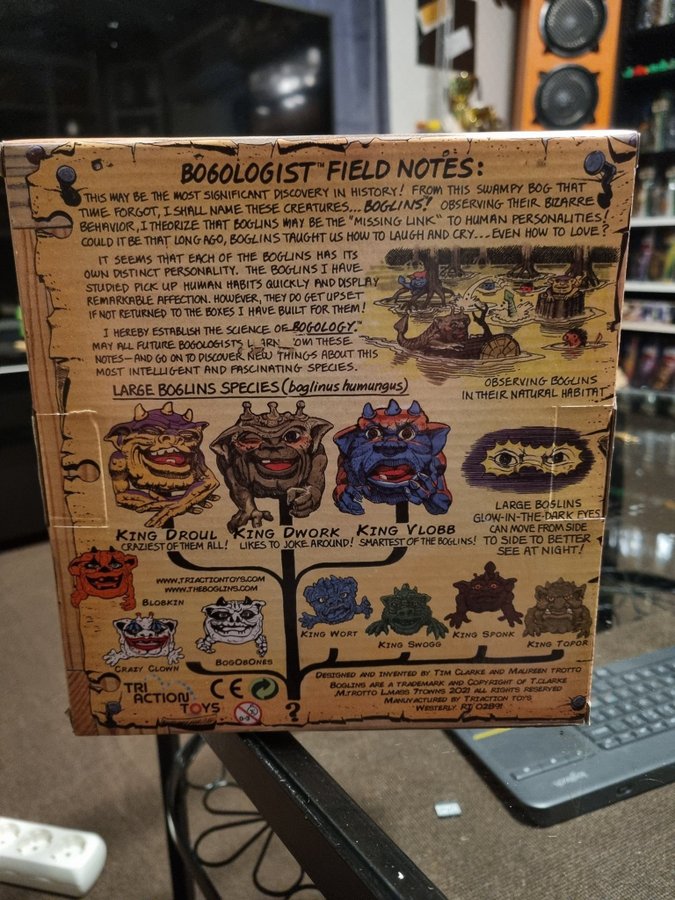 BOGOLOGIST™ FIELD NOTES:
THIS MAY BE THE MOST SIGNIFICANT DISCOVERY IN HISTORY! FROM THIS SWAMPY BOG THAT
TIME FORGOT, I SHALL NAME THESE CREATURES...BOGLINS! OBSERVING THEIR BIZARRE
BEHAVIOR, I THEORIZE THAT BOGLINS MAY BE THE "MISSING LINK" TO HUMAN PERSONALITIES!
COULD IT BE THAT LONG AGO, BOGLINS TAUGHT US HOW TO LAUGH AND CRY...EVEN HOW TO LOVE?
IT SEEMS THAT EACH OF THE BOGLINS HAS ITS
OWN DISTINCT PERSONALITY. THE BOGLINS I HAVE
STUDIED PICK UP HUMAN HABITS QUICKLY AND DISPLAY
REMARKABLE AFFECTION. HOWEVER, THEY DO GET UPSET
IF NOT RETURNED TO THE BOXES I HAVE BUILT FOR THEM!
I HEREBY ESTABLISH THE SCIENCE OF BOGOLOGY.™
MAY ALL FUTURE BOGOLOGISTS THESE
NOTES—AND GO ON TO DISCOVER NEW THINGS ABOUT THIS
MOST INTELLIGENT AND FASCINATING SPECIES.
OBSERVING BOGLINS
IN THEIR NATURAL HABITAT
LARGE BOGLINS SPECIES (boglinus humungus)
KING DROUL
CRAZIEST OF THEM ALL!
KING DWORK
LIKES TO JOKE AROUND!
KING VLOBB
SMARTEST OF THE BOGLINS!
LARGE BOGLINS
GLOW-IN-THE-DARK EYES
CAN MOVE FROM SIDE
TO SIDE TO BETTER
SEE AT NIGHT!
WWW.TRIACTIONTOYS.COM
WWW.THEBOGLINS.COM
BLOBKIN
CRAZY CLOWN
BOGOBONES
KING WORT
KING SWOGG
KING SPONK
KING TOPOR
TRI
ACTION
TOYS
CE
0-3
?
DESIGNED AND INVENTED BY TIM CLARKE AND MAUREEN TROTTO
BOGLINS ARE A TRADEMARK AND COPYRIGHT OF T.CLARKE
M.TROTTO L.MASS 7TOWNS 2021 ALL RIGHTS RESERVED
MANUVACTURED BY TRIACTION TOYS
WESTERLY. RI 02891
logitech